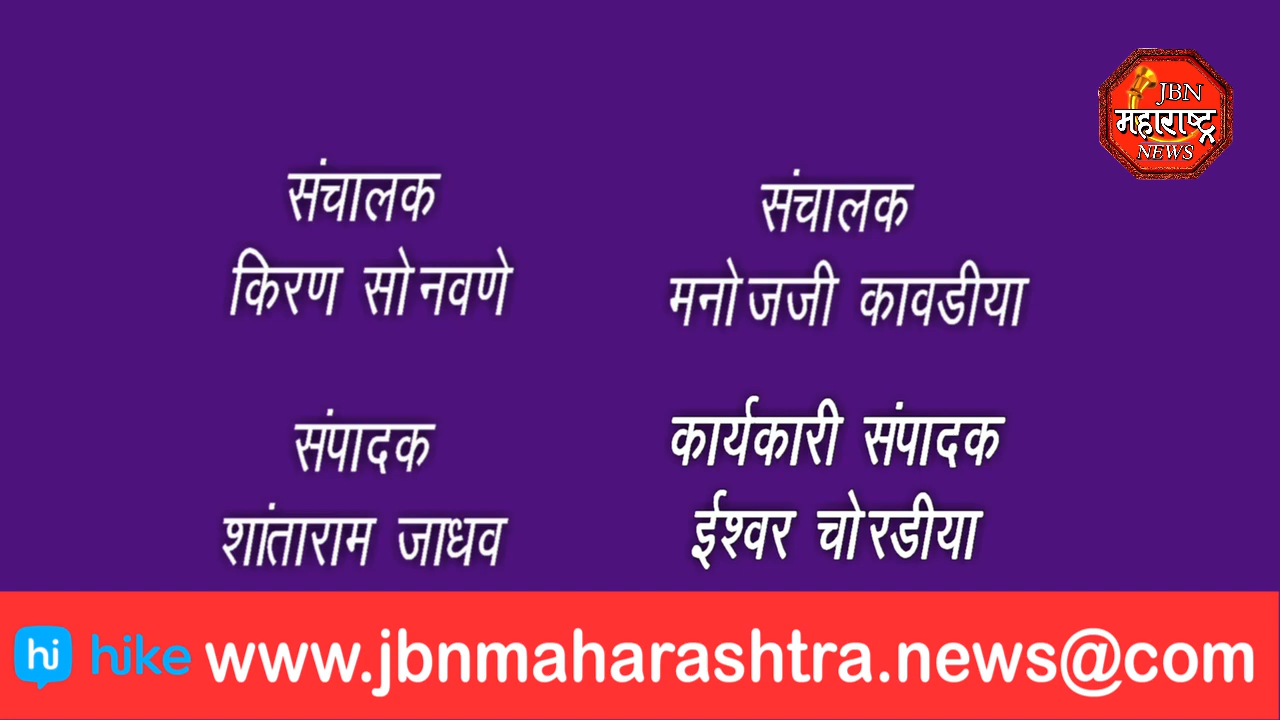 JBN
महाराष्ट्र
NEWS
संचालक
किरण सोनवणे
संचालक
मनोजजी कावडीया
संपादक
शांताराम जाधव
कार्यकारी संपादक
ईश्वर चोरडीया
hi hike www.jbnmaharashtra.news@com